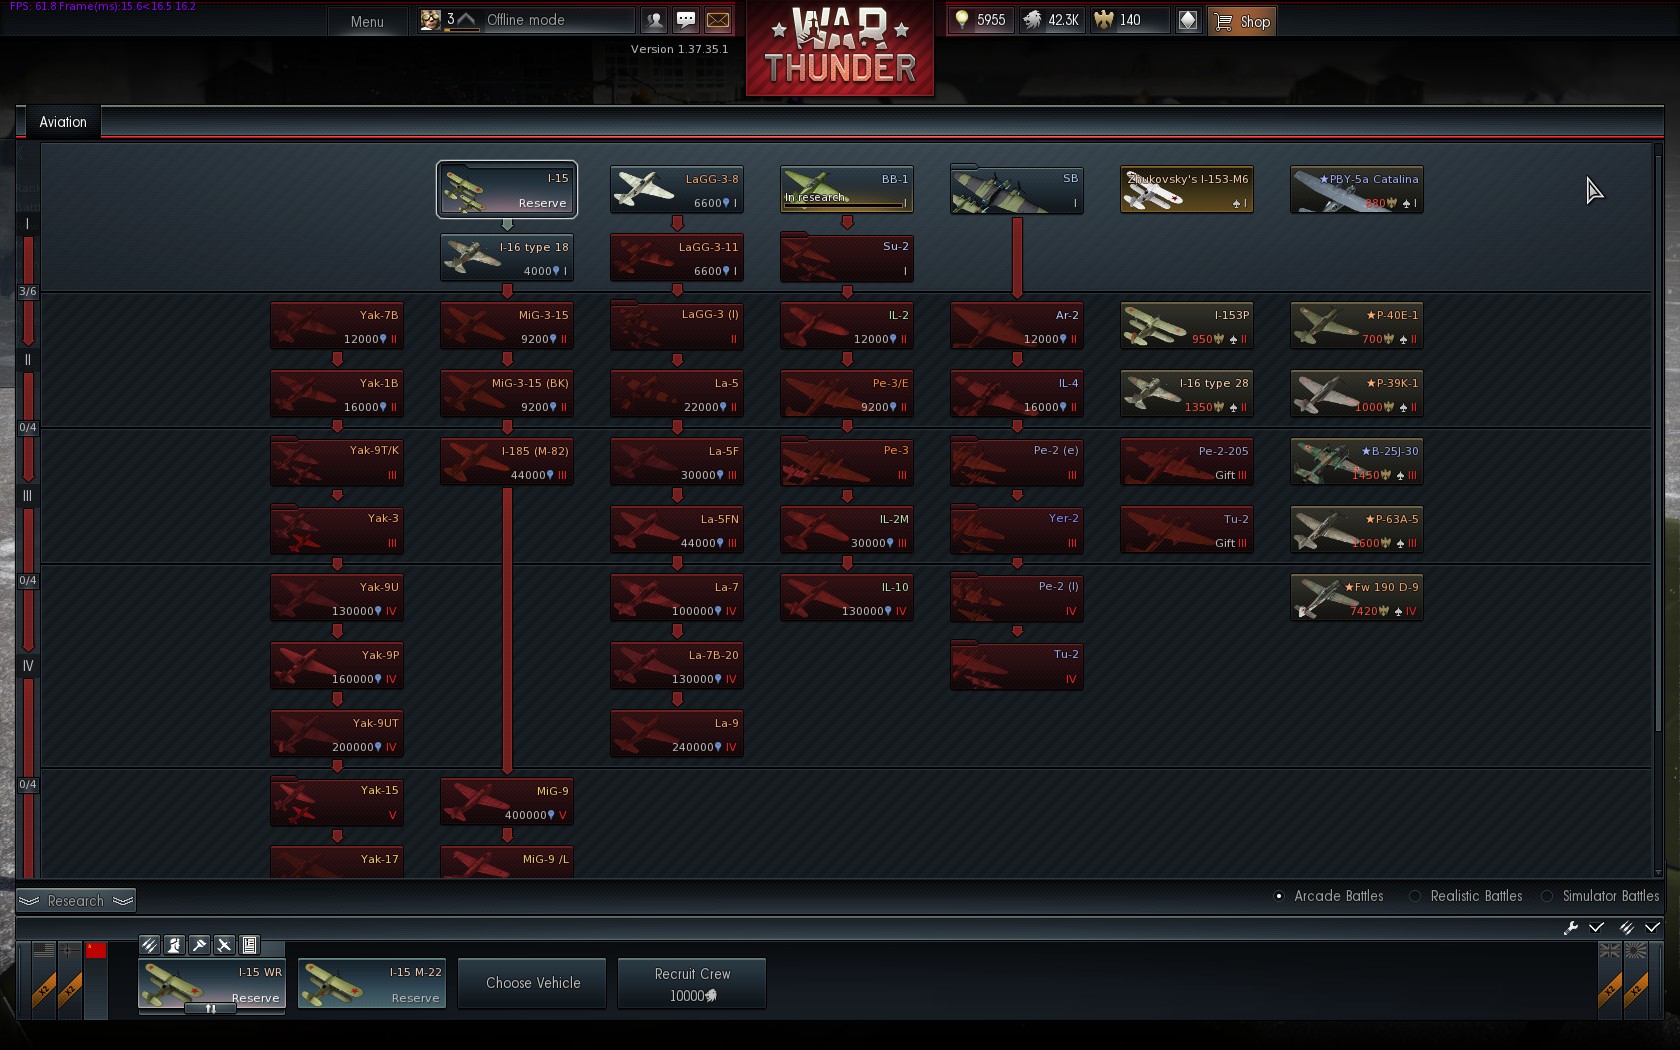 FPS: 61.8 Frame(ms):15.6<16.5 16.2
Menu
3
Offline mode
WAR
THUNDER
5955
42.3K
140
Shop
Version 1.37.35.1
Aviation
I-15
Reserve
LaGG-3-8
6600 I
BB-1
In research
I
SB
I
Zhukovsky's I-153-M6
I
★PBY-5a Catalina
880 I
I
I-16 type 18
4000 I
LaGG-3-11
6600 I
Su-2
I
3/6
Yak-7B
12000 II
MiG-3-15
9200 II
LaGG-3 (I)
II
IL-2
12000 II
Ar-2
12000 II
I-153P
950 II
★P-40E-1
700 II
II
Yak-1B
16000 II
MiG-3-15 (BK)
9200 II
La-5
22000 II
Pe-3/E
9200 II
IL-4
16000 II
I-16 type 28
1350 II
★P-39K-1
1000 II
0/4
Yak-9T/K
III
I-185 (M-82)
44000 III
La-5F
30000 III
Pe-3
III
Pe-2 (e)
III
Pe-2-205
Gift III
★B-25J-30
1450 III
III
Yak-3
III
La-5FN
44000 III
IL-2M
30000 III
Yer-2
III
Tu-2
Gift III
★P-63A-5
1600 III
0/4
Yak-9U
130000 IV
La-7
100000 IV
IL-10
130000 IV
Pe-2 (I)
IV
★Fw 190 D-9
7420 IV
IV
Yak-9P
160000 IV
La-7B-20
130000 IV
Tu-2
IV
Yak-9UT
200000 IV
La-9
240000 IV
0/4
Yak-15
V
MiG-9
400000 V
Yak-17
MiG-9 /L
Research
Arcade Battles
Realistic Battles
Simulator Battles
X2
X2
I-15 WR
Reserve
I-15 M-22
Reserve
Choose Vehicle
Recruit Crew
10000
X2
X2